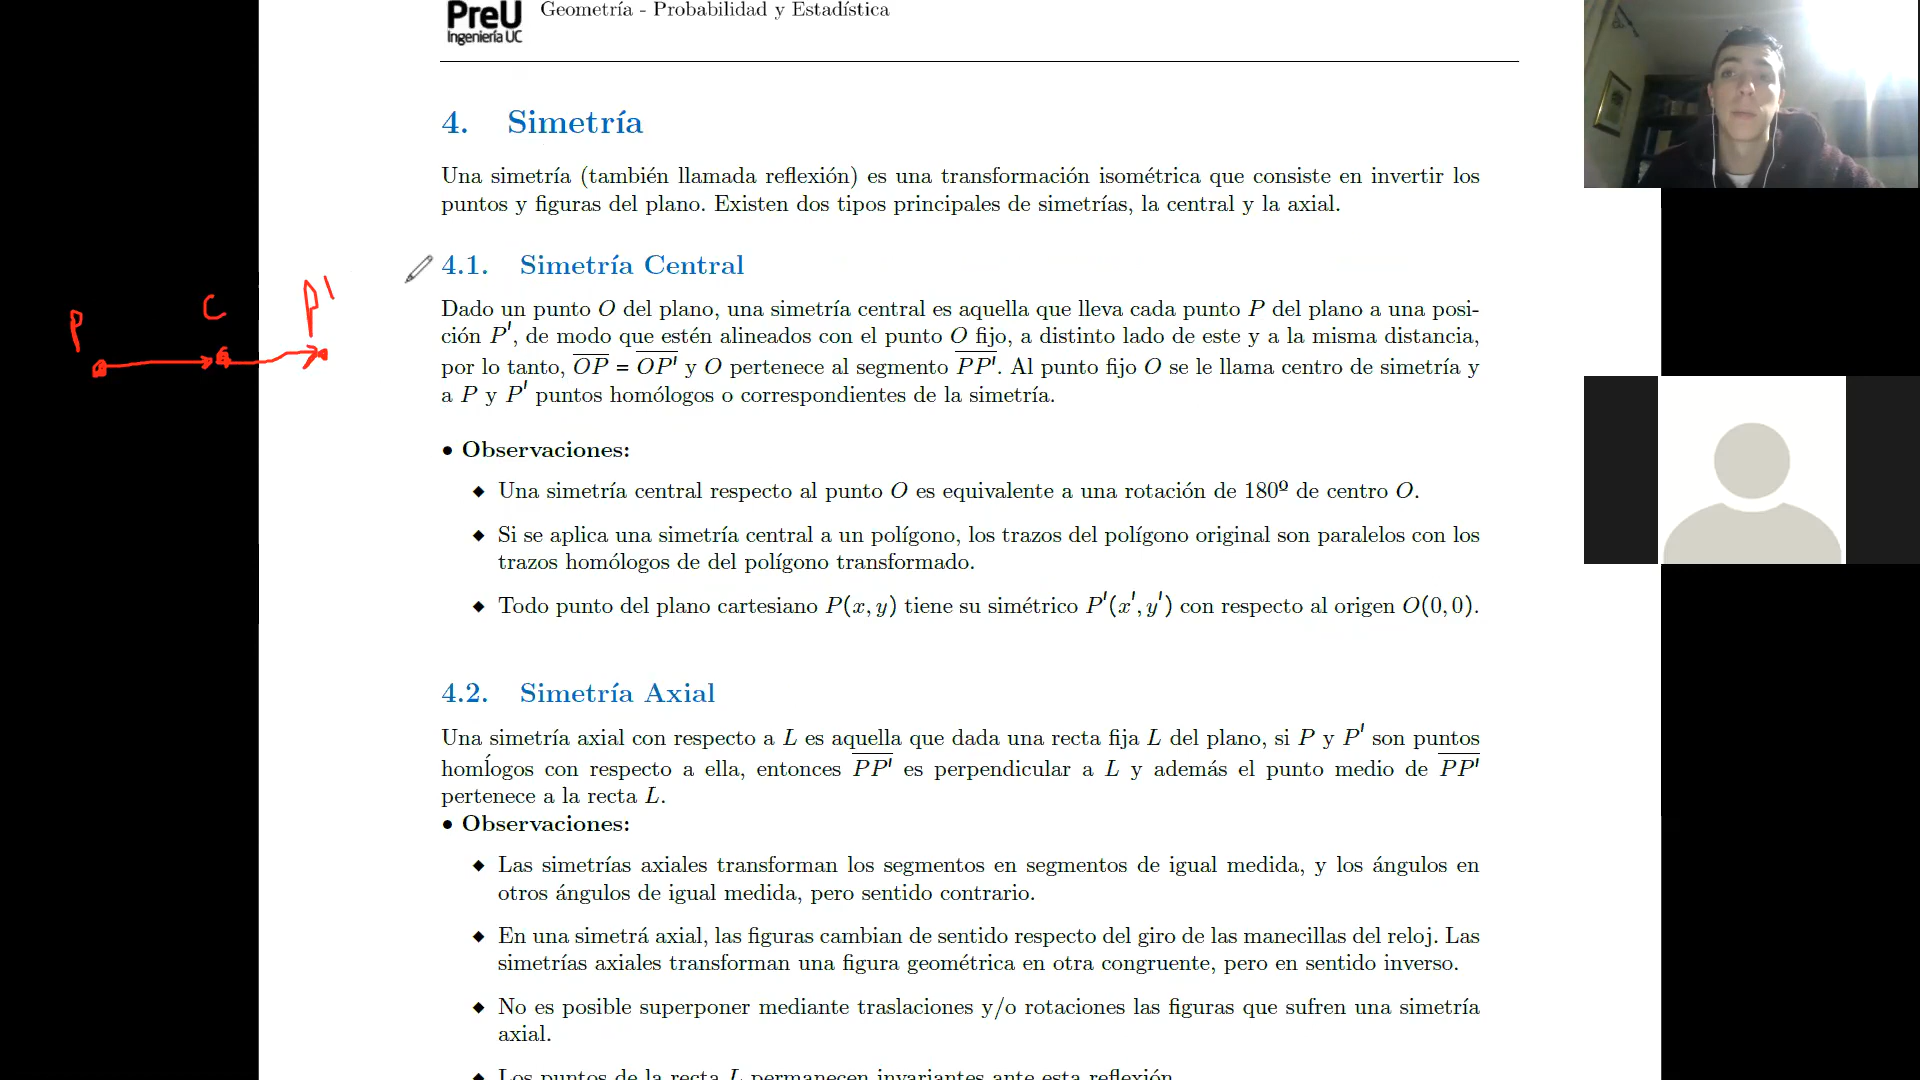 PreU
Ingeniería UC
Geometría - Probabilidad y Estadística
4. Simetría
Una simetría (también llamada reflexión) es una transformación isométrica que consiste en invertir los
puntos y figuras del plano. Existen dos tipos principales de simetrías, la central y la axial.
4.1. Simetría Central
P C P'
Dado un punto O del plano, una simetría central es aquella que lleva cada punto P del plano a una posi-
ción P', de modo que estén alineados con el punto O fijo, a distinto lado de este y a la misma distancia,
por lo tanto, O̅P̅ = O̅P̅'̅ y O pertenece al segmento P̅P̅'̅. Al punto fijo O se le llama centro de simetría y
a P y P' puntos homólogos o correspondientes de la simetría.
• Observaciones:
◆ Una simetría central respecto al punto O es equivalente a una rotación de 180º de centro O.
◆ Si se aplica una simetría central a un polígono, los trazos del polígono original son paralelos con los
trazos homólogos de del polígono transformado.
◆ Todo punto del plano cartesiano P(x, y) tiene su simétrico P'(x', y') con respecto al origen O(0, 0).
4.2. Simetría Axial
Una simetría axial con respecto a L es aquella que dada una recta fija L del plano, si P y P' son puntos
homĺogos con respecto a ella, entonces P̅P̅'̅ es perpendicular a L y además el punto medio de P̅P̅'̅
pertenece a la recta L.
• Observaciones:
◆ Las simetrías axiales transforman los segmentos en segmentos de igual medida, y los ángulos en
otros ángulos de igual medida, pero sentido contrario.
◆ En una simetrá axial, las figuras cambian de sentido respecto del giro de las manecillas del reloj. Las
simetrías axiales transforman una figura geométrica en otra congruente, pero en sentido inverso.
◆ No es posible superponer mediante traslaciones y/o rotaciones las figuras que sufren una simetría
axial.
◆ Los puntos de la recta L permanecen invariantes ante esta reflexión.